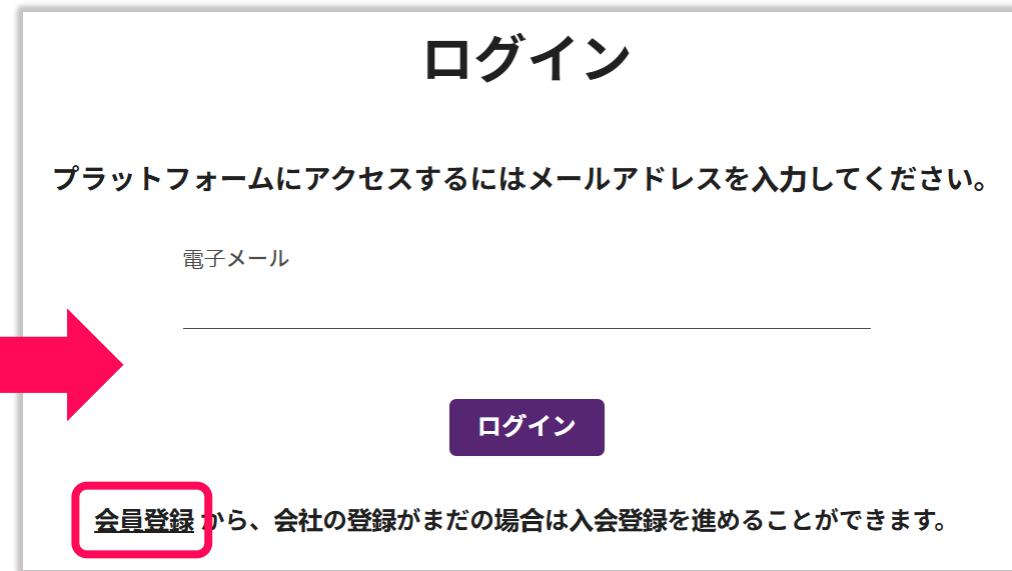 ログイン
プラットフォームにアクセスするにはメールアドレスを入力してください。
電子メール
ログイン
会員登録 から、会社の登録がまだの場合は入会登録を進めることができます。